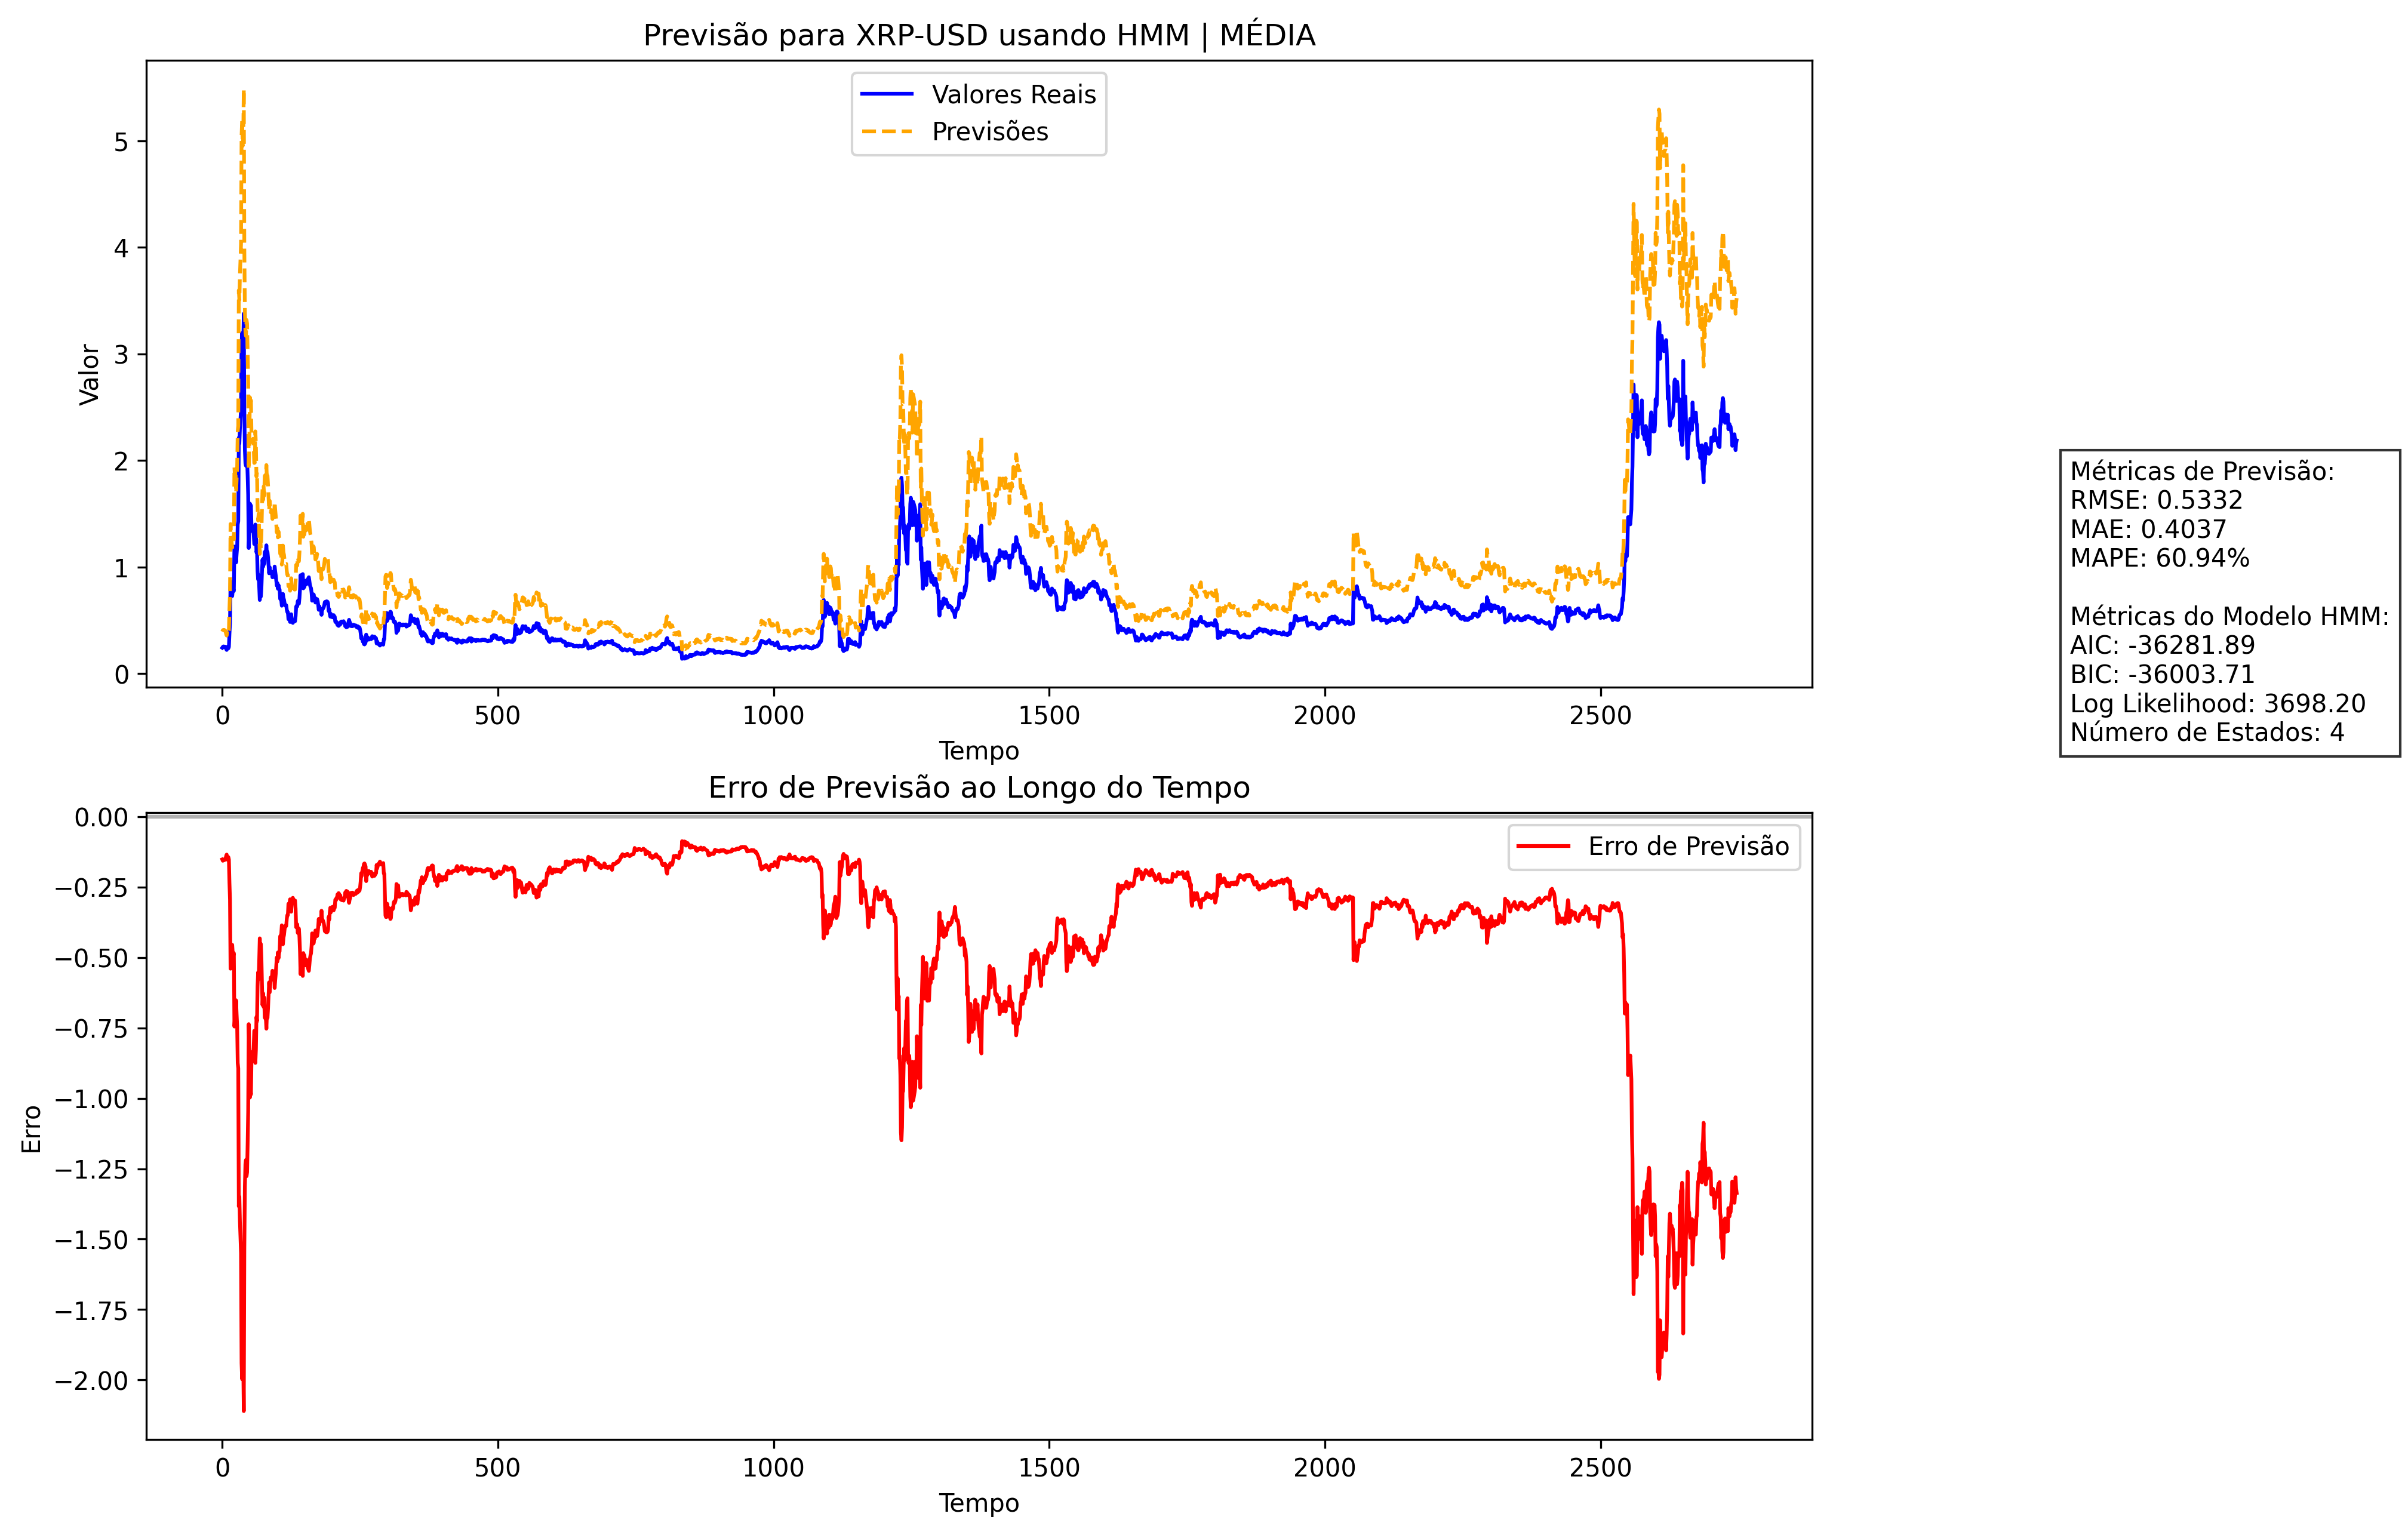 Previsão para XRP-USD usando HMM | MÉDIA
Valores Reais
Previsões
Valor
5
4
3
2
1
0
0 500 1000 1500 2000 2500
Tempo
Métricas de Previsão:
RMSE: 0.5332
MAE: 0.4037
MAPE: 60.94%
Métricas do Modelo HMM:
AIC: -36281.89
BIC: -36003.71
Log Likelihood: 3698.20
Número de Estados: 4
Erro de Previsão ao Longo do Tempo
Erro de Previsão
Erro
0.00
−0.25
−0.50
−0.75
−1.00
−1.25
−1.50
−1.75
−2.00
0 500 1000 1500 2000 2500
Tempo